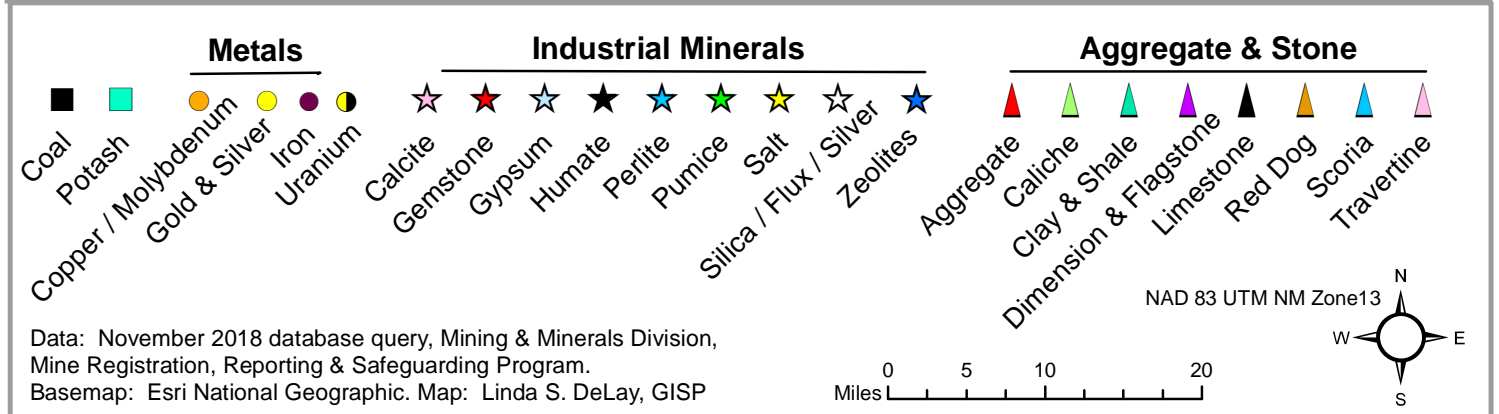 Metals
Industrial Minerals
Aggregate & Stone
Coal
Potash
Copper / Molybdenum
Gold & Silver
Iron
Uranium
Calcite
Gemstone
Gypsum
Humate
Perlite
Pumice
Salt
Silica / Flux / Silver
Zeolites
Aggregate
Caliche
Clay & Shale
Dimension & Flagstone
Limestone
Red Dog
Scoria
Travertine
NAD 83 UTM NM Zone13
N
W
E
S
Data: November 2018 database query, Mining & Minerals Division,
Mine Registration, Reporting & Safeguarding Program.
Basemap: Esri National Geographic. Map: Linda S. DeLay, GISP
0 5 10 20
Miles